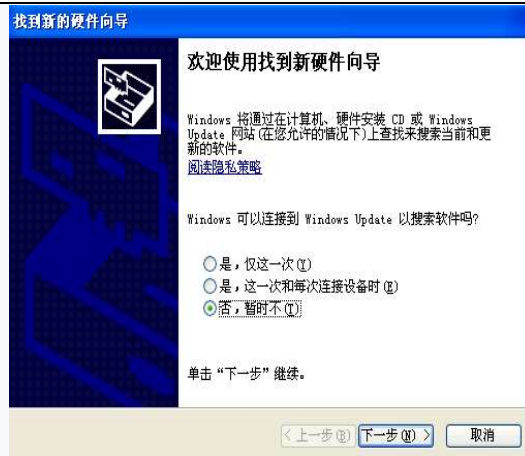 找到新的硬件向导
欢迎使用找到新硬件向导
Windows 将通过在计算机、硬件安装 CD 或 Windows
Update 网站(在您允许的情况下)上查找来搜索当前和更
新的软件。
阅读隐私策略
Windows 可以连接到 Windows Update 以搜索软件吗?
是，仅这一次(Y)
是，这一次和每次连接设备时(E)
否，暂时不(T)
单击“下一步”继续。
<上一步(B) 下一步(N)> 取消